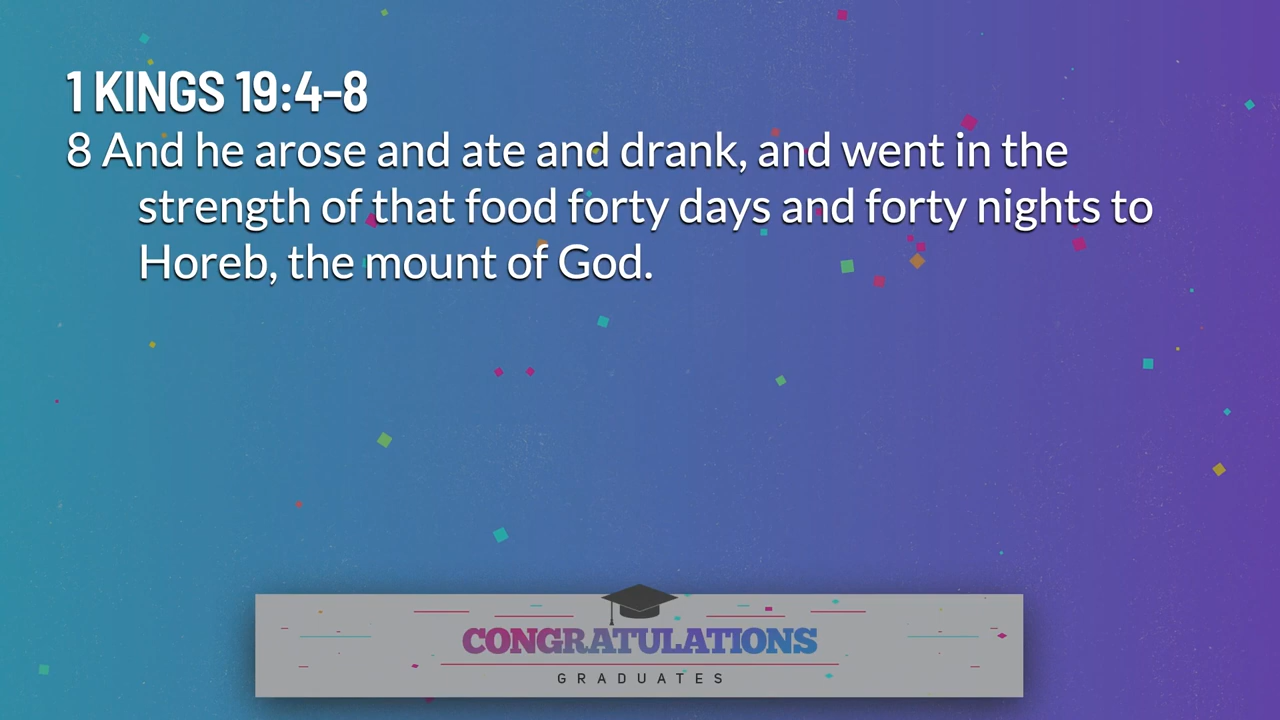 1 KINGS 19:4-8
8 And he arose and ate and drank, and went in the
strength of that food forty days and forty nights to
Horeb, the mount of God.
CONGRATULATIONS
GRADUATES